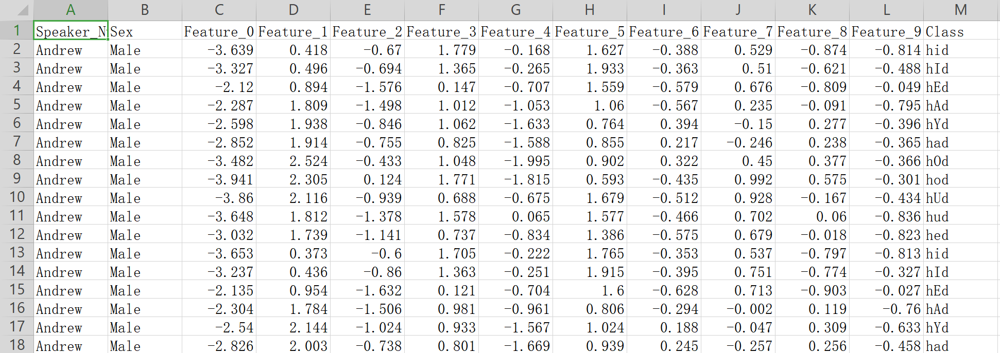 A B C D E F G H I J K L M
1 Speaker_N Sex Feature_0 Feature_1 Feature_2 Feature_3 Feature_4 Feature_5 Feature_6 Feature_7 Feature_8 Feature_9 Class
2 Andrew Male -3.639 0.418 -0.67 1.779 -0.168 1.627 -0.388 0.529 -0.874 -0.814 hid
3 Andrew Male -3.327 0.496 -0.694 1.365 -0.265 1.933 -0.363 0.51 -0.621 -0.488 hId
4 Andrew Male -2.12 0.894 -1.576 0.147 -0.707 1.559 -0.579 0.676 -0.809 -0.049 hEd
5 Andrew Male -2.287 1.809 -1.498 1.012 -1.053 1.06 -0.567 0.235 -0.091 -0.795 hAd
6 Andrew Male -2.598 1.938 -0.846 1.062 -1.633 0.764 0.394 -0.15 0.277 -0.396 hYd
7 Andrew Male -2.852 1.914 -0.755 0.825 -1.588 0.855 0.217 -0.246 0.238 -0.365 had
8 Andrew Male -3.482 2.524 -0.433 1.048 -1.995 0.902 0.322 0.45 0.377 -0.366 hOd
9 Andrew Male -3.941 2.305 0.124 1.771 -1.815 0.593 -0.435 0.992 0.575 -0.301 hod
10 Andrew Male -3.86 2.116 -0.939 0.688 -0.675 1.679 -0.512 0.928 -0.167 -0.434 hUd
11 Andrew Male -3.648 1.812 -1.378 1.578 0.065 1.577 -0.466 0.702 0.06 -0.836 hud
12 Andrew Male -3.032 1.739 -1.141 0.737 -0.834 1.386 -0.575 0.679 -0.018 -0.823 hed
13 Andrew Male -3.653 0.373 -0.6 1.705 -0.222 1.765 -0.353 0.537 -0.797 -0.813 hid
14 Andrew Male -3.237 0.436 -0.86 1.363 -0.251 1.915 -0.395 0.751 -0.774 -0.327 hId
15 Andrew Male -2.135 0.954 -1.632 0.121 -0.704 1.6 -0.628 0.713 -0.903 -0.027 hEd
16 Andrew Male -2.304 1.784 -1.506 0.981 -0.961 0.806 -0.294 -0.002 0.119 -0.76 hAd
17 Andrew Male -2.54 2.144 -1.024 0.933 -1.567 1.024 0.188 -0.047 0.309 -0.633 hYd
18 Andrew Male -2.826 2.003 -0.738 0.801 -1.669 0.939 0.245 -0.257 0.256 -0.458 had